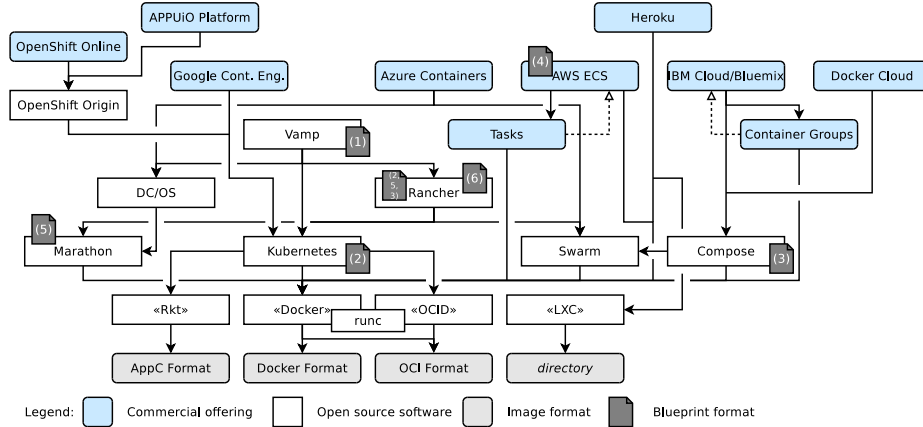 APPUiO Platform
Heroku
OpenShift Online
Google Cont. Eng.
Azure Containers
(4)
AWS ECS
IBM Cloud/Bluemix
Docker Cloud
OpenShift Origin
Vamp
(1)
Tasks
Container Groups
DC/OS
(2,
5,
3)
Rancher
(6)
(5)
Marathon
Kubernetes
(2)
Swarm
Compose
(3)
«Rkt»
«Docker»
runc
«OCID»
«LXC»
AppC Format
Docker Format
OCI Format
directory
Legend:
Commercial offering
Open source software
Image format
Blueprint format